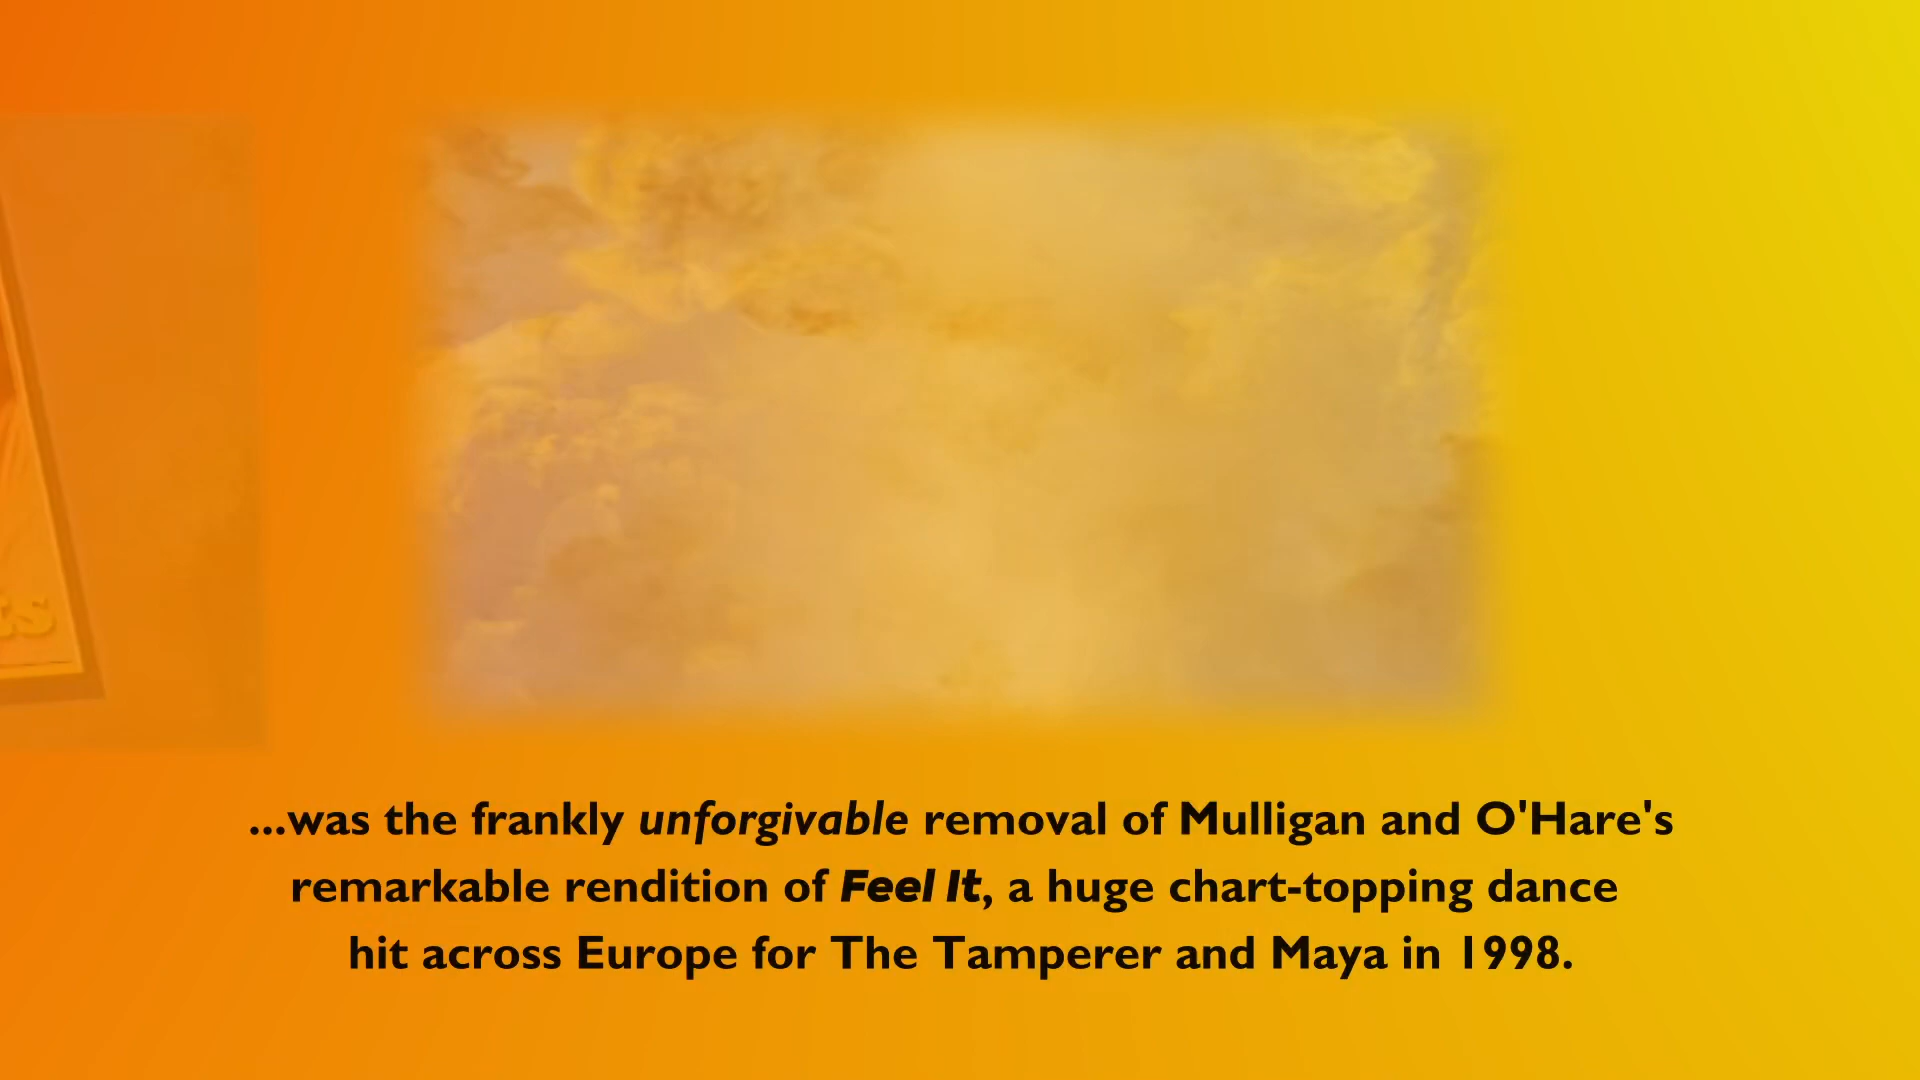 ts
...was the frankly unforgivable removal of Mulligan and O'Hare's
remarkable rendition of Feel It, a huge chart-topping dance
hit across Europe for The Tamperer and Maya in 1998.